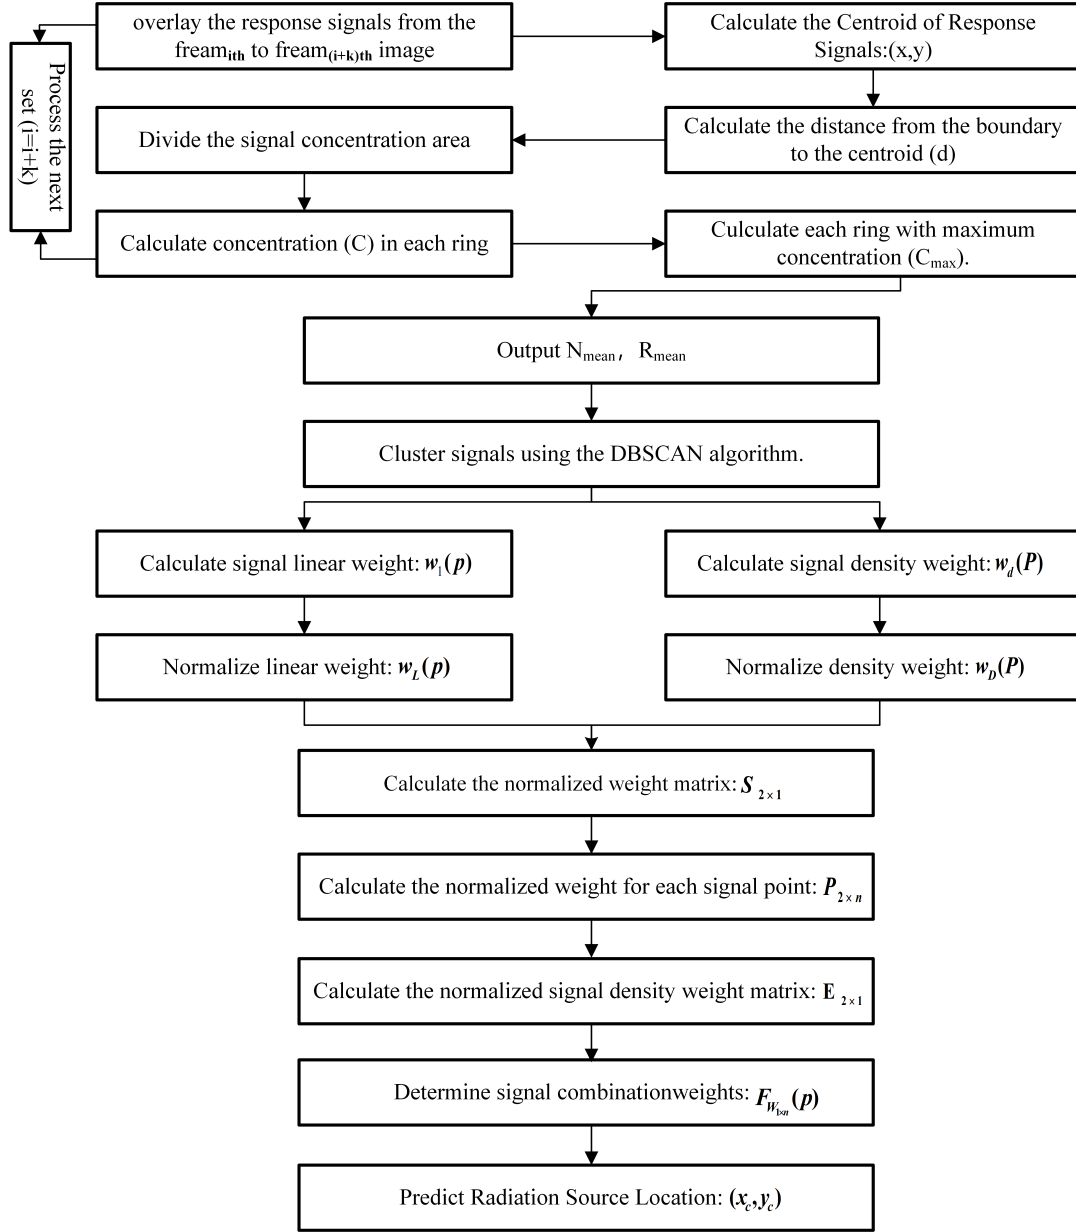 overlay the response signals from the
fream_ith to fream_(i+k)th image
Calculate the Centroid of Response
Signals:(x,y)
Process the next
set (i=i+k)
Divide the signal concentration area
Calculate the distance from the boundary
to the centroid (d)
Calculate concentration (C) in each ring
Culculate each ring with maximum
concentration (C_max).
Output N_mean, R_mean
Cluster signals using the DBSCAN algorithm.
Calculate signal linear weight: w_l(p)
Calculate signal density weight: w_d(P)
Normalize linear weight: w_L(p)
Normalize density weight: w_D(P)
Calculate the normalized weight matrix: S_2×1
Calculate the normalized weight for each signal point: P_2×n
Calculate the normalized signal density weight matrix: E_2×1
Determine signal combinationweights: F_W_1×n(p)
Predict Radiation Source Location: (x_c,y_c)